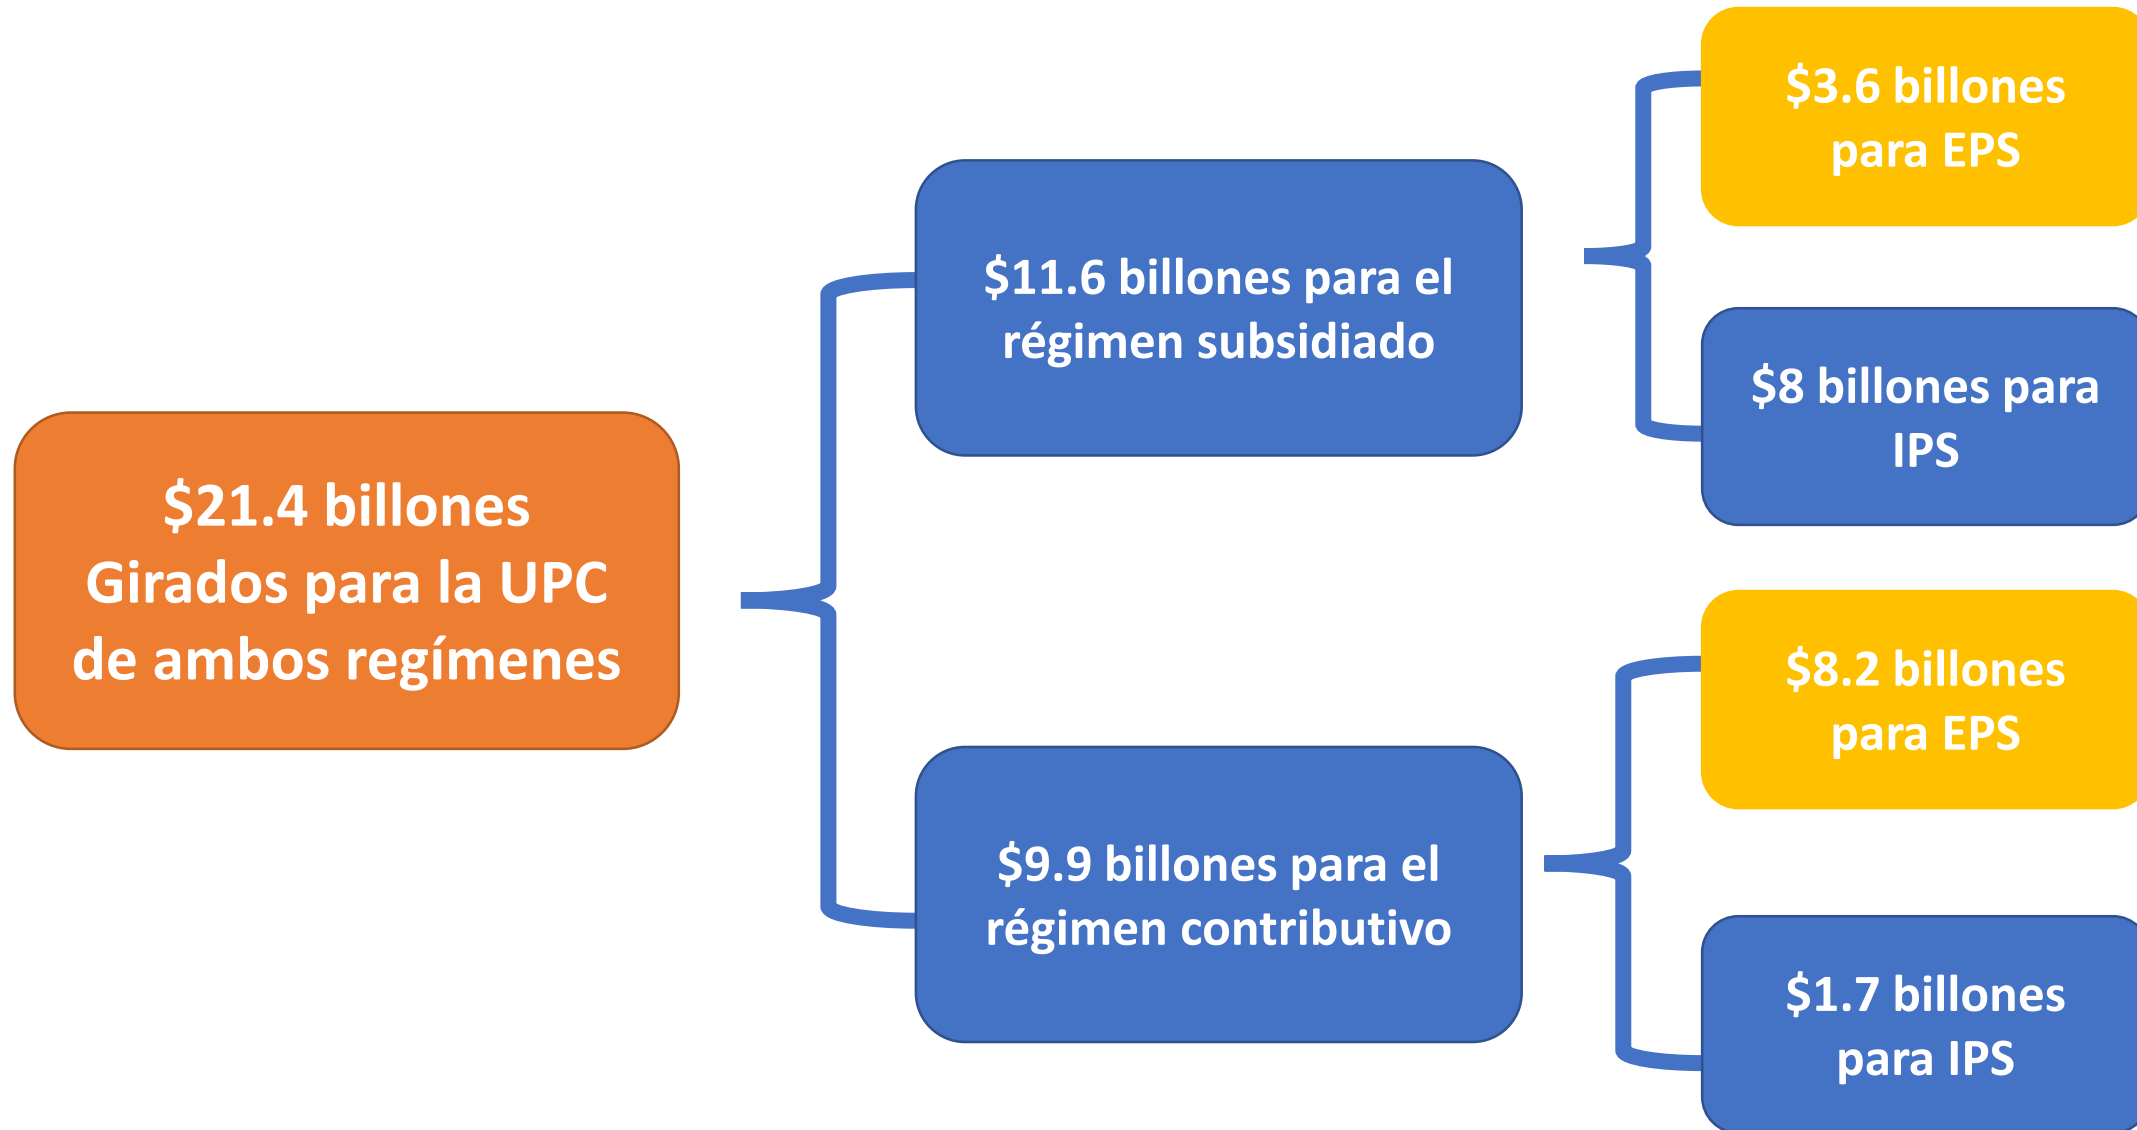 $21.4 billones
Girados para la UPC
de ambos regímenes
$11.6 billones para el
régimen subsidiado
$3.6 billones
para EPS
$8 billones para
IPS
$9.9 billones para el
régimen contributivo
$8.2 billones
para EPS
$1.7 billones
para IPS